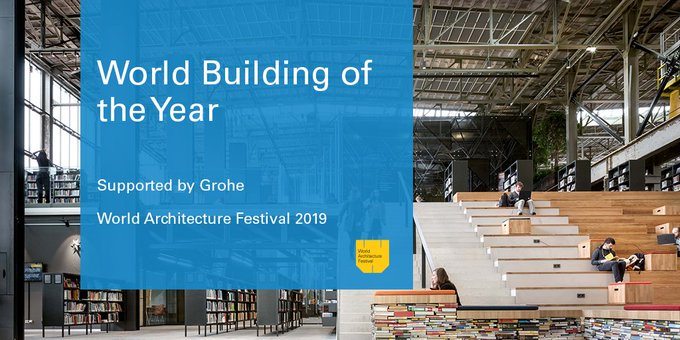 World Building of
the Year
Supported by Grohe
World Architecture Festival 2019
World
Architecture
Festival